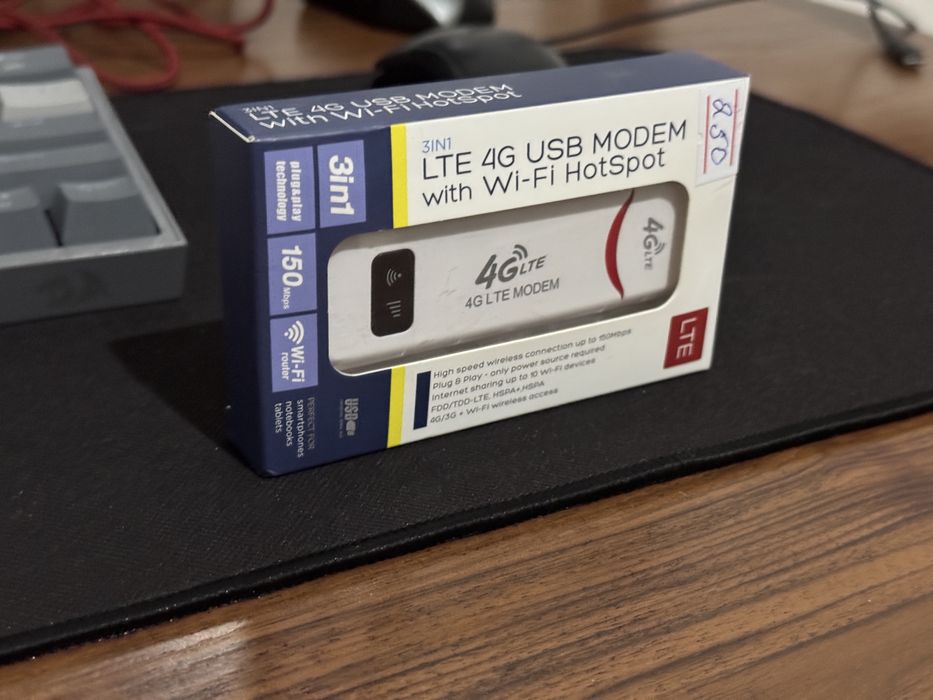 3IN1
LTE 4G USB MODEM
with Wi-Fi HotSpot
3IN1
LTE 4G USB MODEM
with Wi-Fi HotSpot
850
3in1
plug&play
technology
150 Mbps
Wi-Fi
router
PERFECT FOR
smartphones
notebooks
tablets
USB
4G LTE
4G LTE MODEM
4G LTE
LTE
High speed wireless connection up to 150Mbps
Plug & Play - only power source required
Internet sharing up to 10 Wi-Fi devices
FDD/TDD-LTE, HSPA+,HSPA
4G/3G + Wi-Fi wireless access